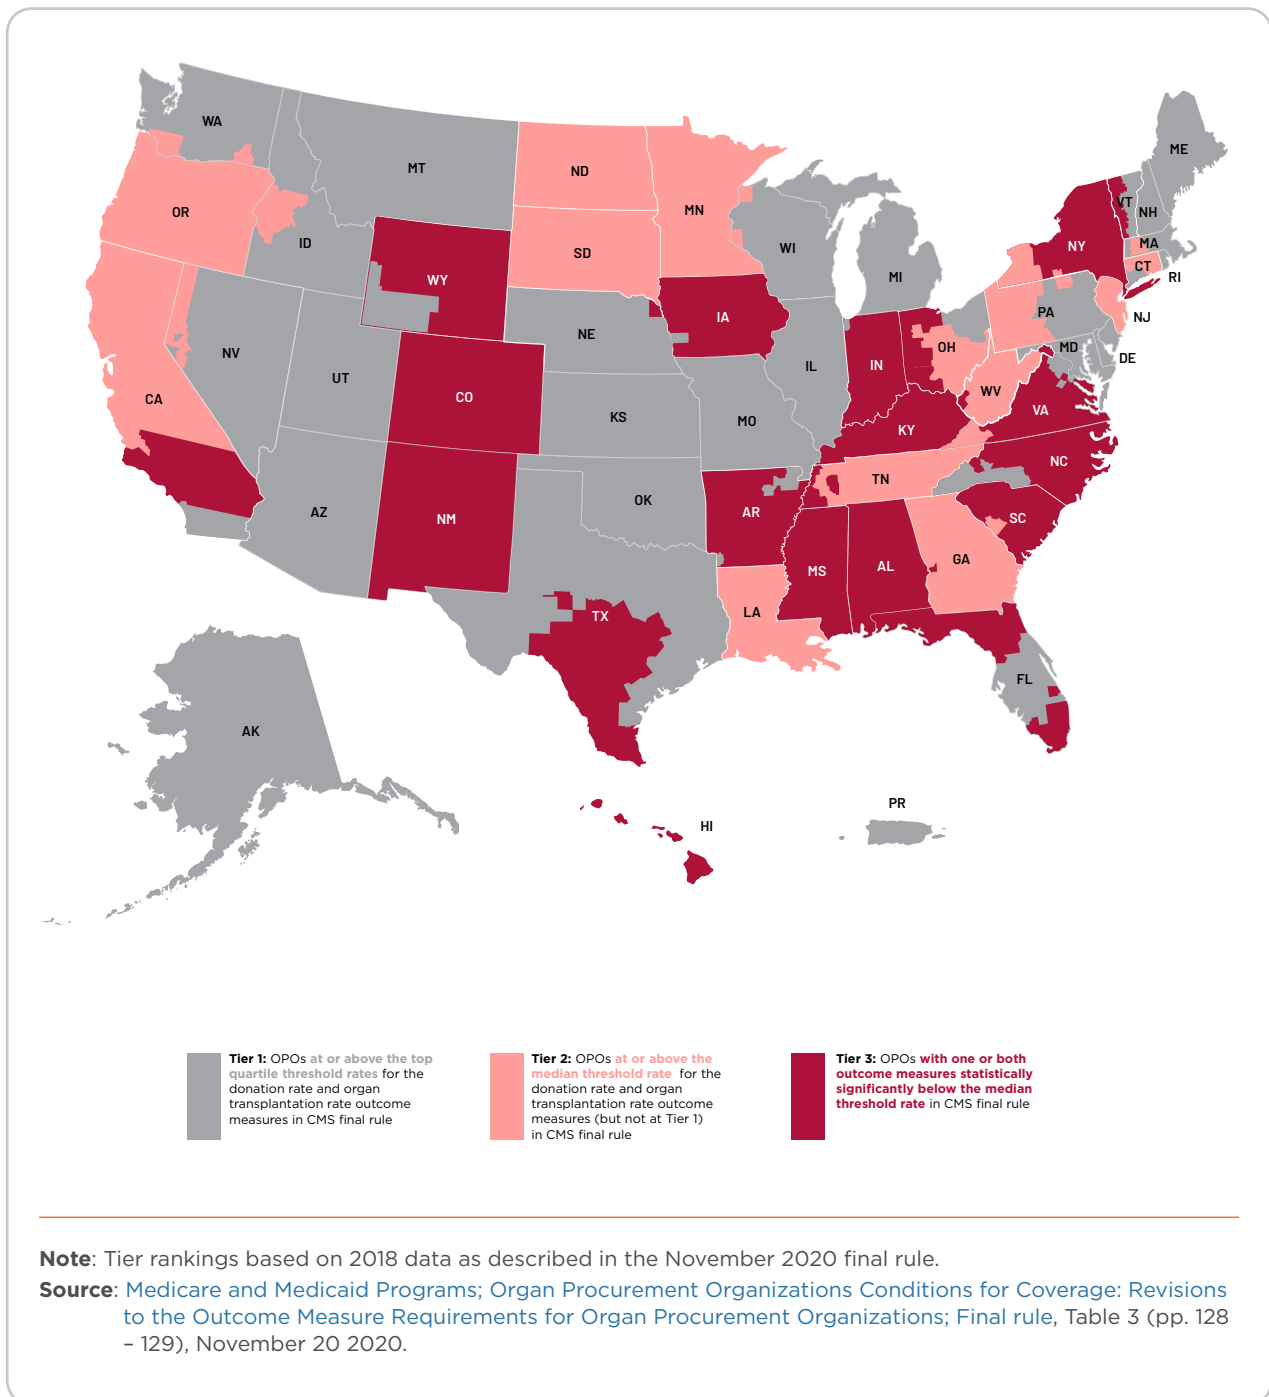 WA
MT
ND
MN
ME
OR
ID
SD
WI
MI
VT
NH
NY
MA
CT
RI
WY
NE
IA
PA
NJ
NV
UT
CO
IL
IN
OH
MD
DE
CA
KS
MO
WV
VA
KY
AZ
NM
OK
AR
TN
NC
SC
TX
LA
MS
AL
GA
FL
AK
HI
PR
Tier 1: OPOs at or above the top
quartile threshold rates for the
donation rate and organ
transplantation rate outcome
measures in CMS final rule
Tier 2: OPOs at or above the
median threshold rate for the
donation rate and organ
transplantation rate outcome
measures (but not at Tier 1)
in CMS final rule
Tier 3: OPOs with one or both
outcome measures statistically
significantly below the median
threshold rate in CMS final rule
Note: Tier rankings based on 2018 data as described in the November 2020 final rule.
Source: Medicare and Medicaid Programs; Organ Procurement Organizations Conditions for Coverage: Revisions
to the Outcome Measure Requirements for Organ Procurement Organizations; Final rule, Table 3 (pp. 128
– 129), November 20 2020.